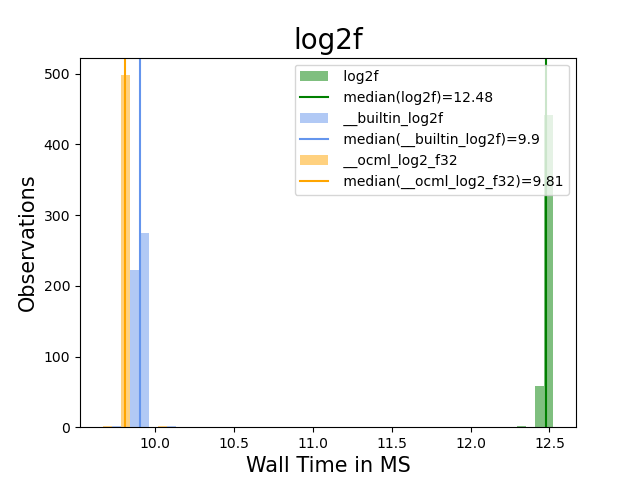 log2f
500
400
300
200
100
0
Observations
log2f
median(log2f)=12.48
__builtin_log2f
median(__builtin_log2f)=9.9
__ocml_log2_f32
median(__ocml_log2_f32)=9.81
10.0 10.5 11.0 11.5 12.0 12.5
Wall Time in MS